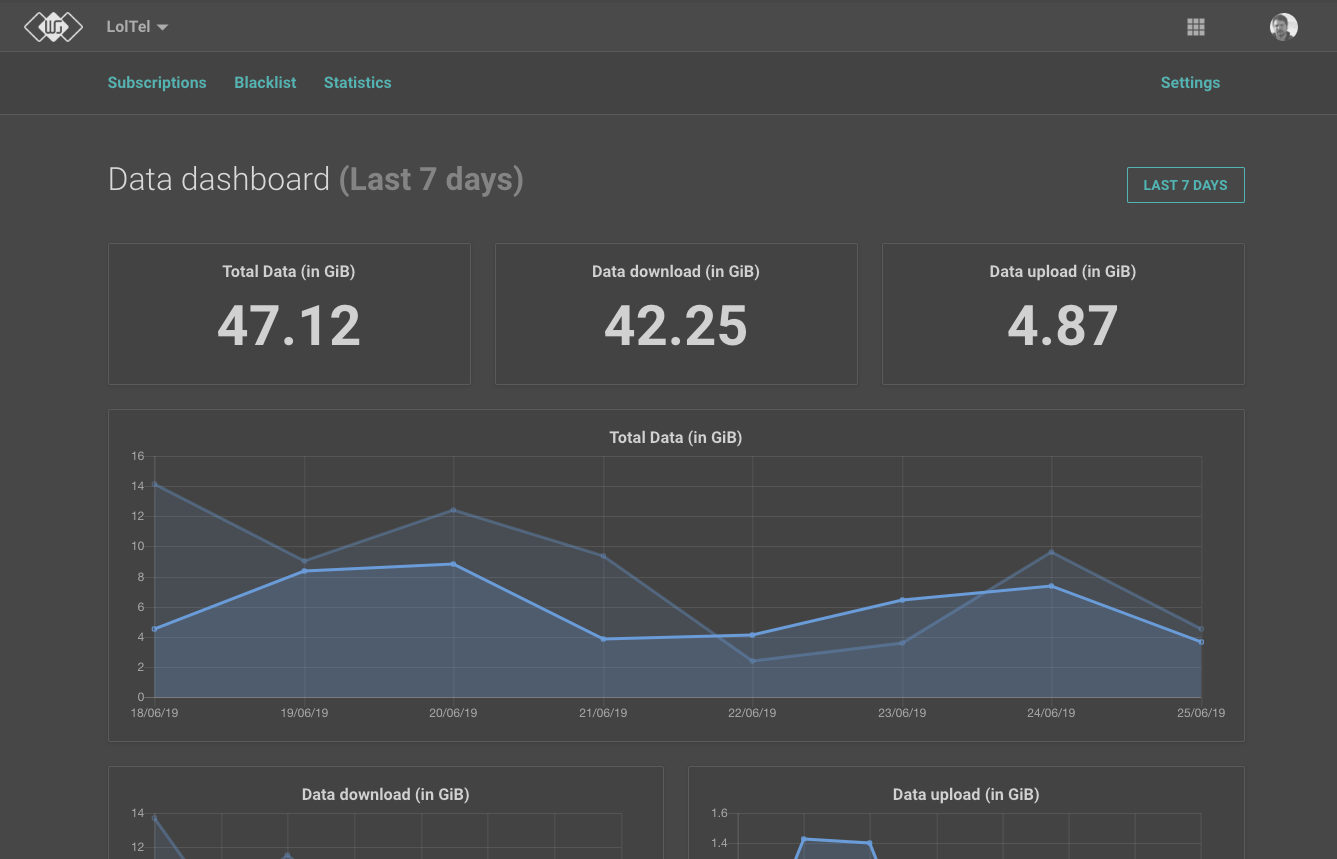 LolTel
Subscriptions Blacklist Statistics Settings
Data dashboard (Last 7 days)
LAST 7 DAYS
Total Data (in GiB)
47.12
Data download (in GiB)
42.25
Data upload (in GiB)
4.87
Total Data (in GiB)
16
14
12
10
8
6
4
2
0
18/06/19 19/06/19 20/06/19 21/06/19 22/06/19 23/06/19 24/06/19 25/06/19
Data download (in GiB)
14
12
Data upload (in GiB)
1.6
1.4